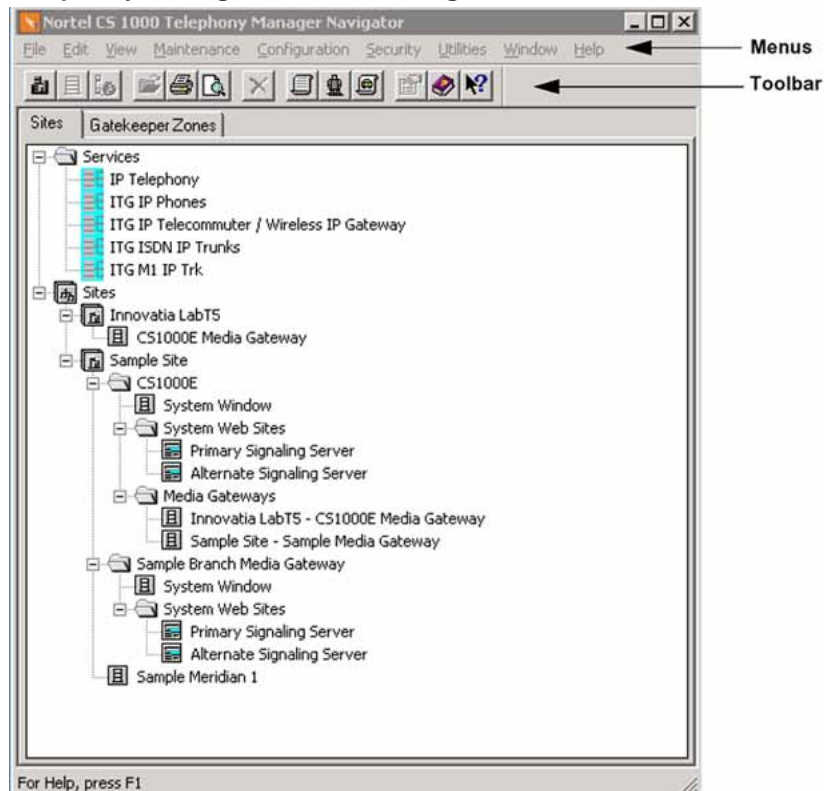 Nortel CS 1000 Telephony Manager Navigator
File Edit View Maintenance Configuration Security Utilities Window Help
Menus
Toolbar
Sites Gatekeeper Zones
Services
IP Telephony
ITG IP Phones
ITG IP Telecommuter / Wireless IP Gateway
ITG ISDN IP Trunks
ITG M1 IP Trk
Sites
Innovatia LabT5
CS1000E Media Gateway
Sample Site
CS1000E
System Window
System Web Sites
Primary Signaling Server
Alternate Signaling Server
Media Gateways
Innovatia LabT5 - CS1000E Media Gateway
Sample Site - Sample Media Gateway
Sample Branch Media Gateway
System Window
System Web Sites
Primary Signaling Server
Alternate Signaling Server
Sample Meridian 1
For Help, press F1